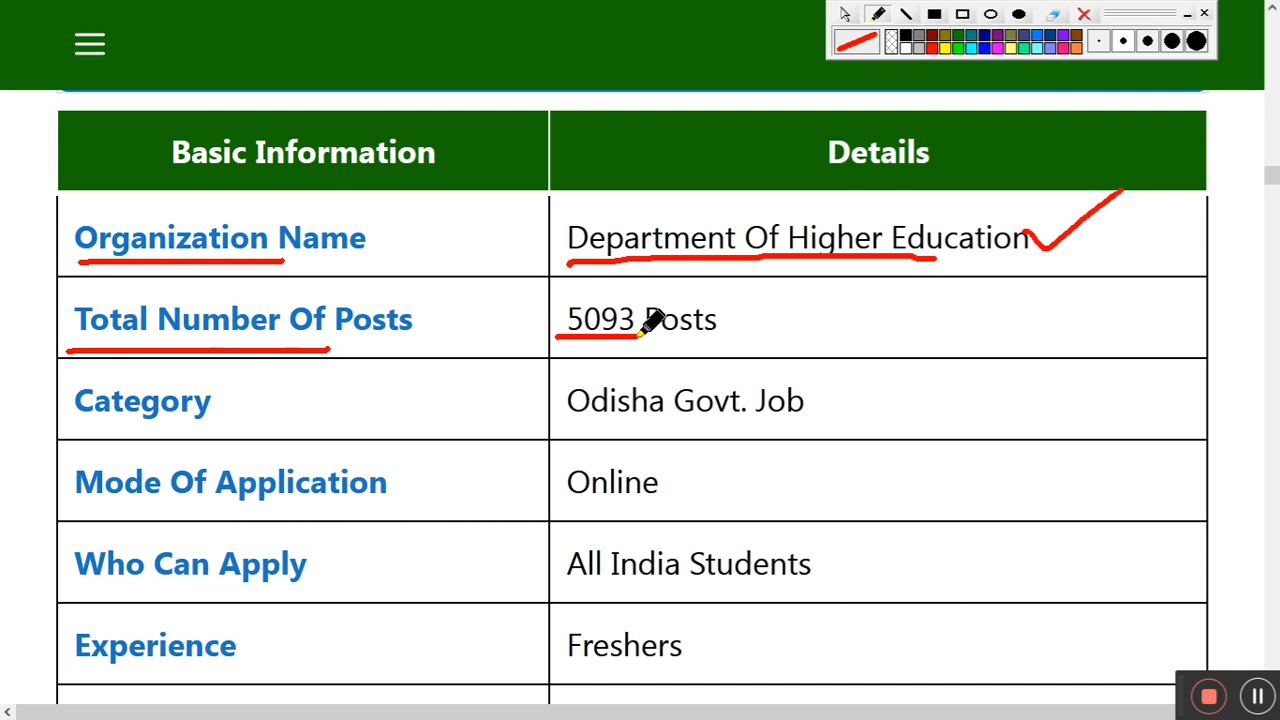 Basic Information Details
Organization Name Department Of Higher Education
Total Number Of Posts 5093 Posts
Category Odisha Govt. Job
Mode Of Application Online
Who Can Apply All India Students
Experience Freshers